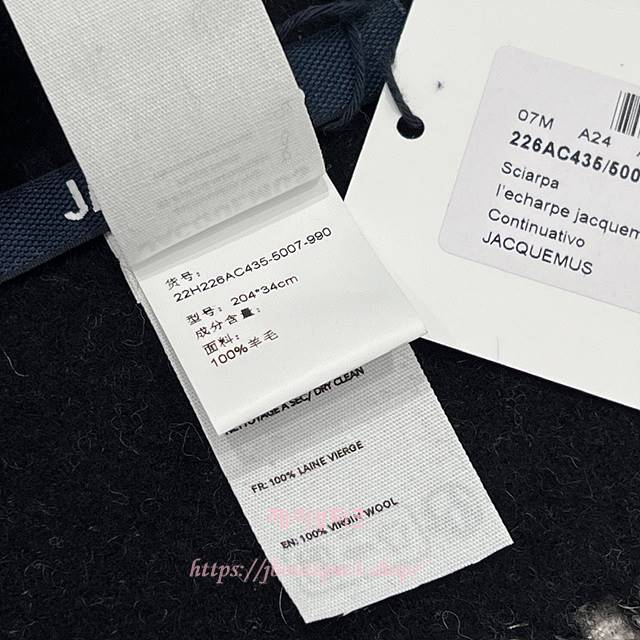 JA
货号:
22H226AC435-5007-990
型号: 204*34cm
成分含量:
面料:
100%羊毛
NETTOYAGE A SEC/ DRY CLEAN
FR: 100% LAINE VIERGE
EN: 100% VIRGIN WOOL
07M A24
226AC435/500
Sciarpa
l'echarpe jacquem
Continuativo
JACQUEMUS